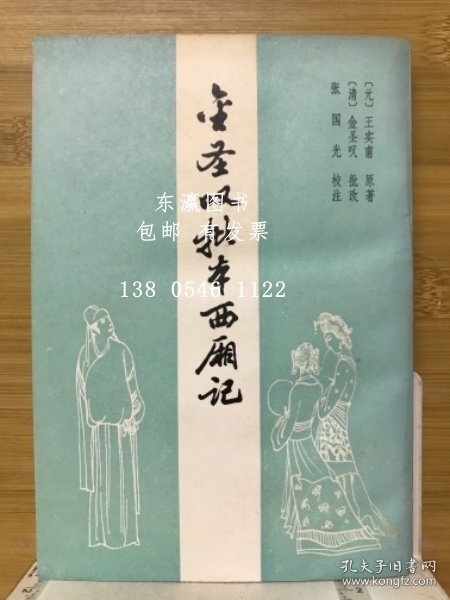 〔元〕王实甫 原著
〔清〕金圣叹 批改
张国光 校注
金圣叹批本西厢记
东瀛图书
包邮 有发票
138 0546 1122
孔夫子旧书网
www.kongfz.com